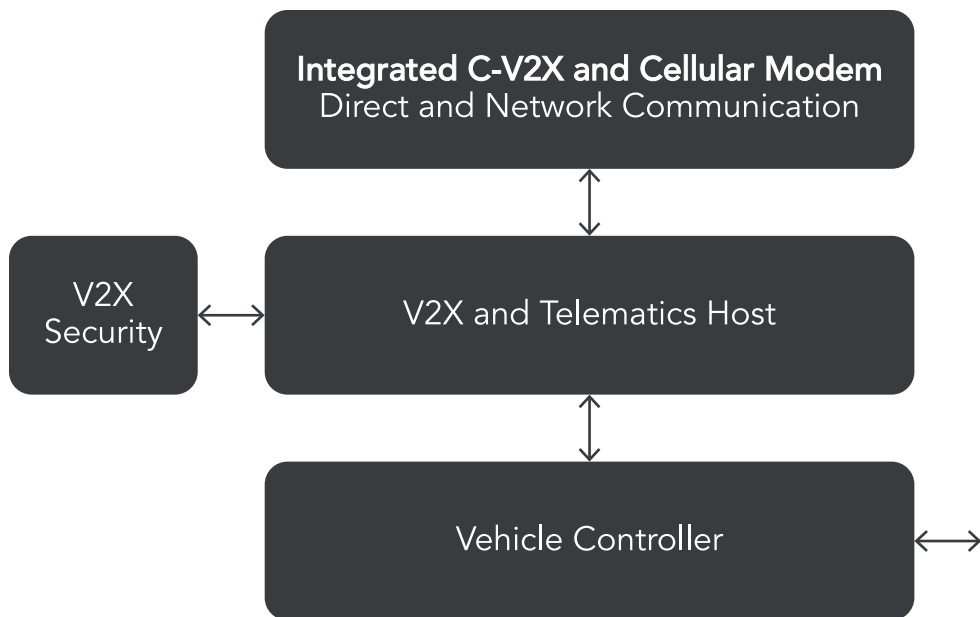 Integrated C-V2X and Cellular Modem
Direct and Network Communication
V2X
Security
V2X and Telematics Host
Vehicle Controller